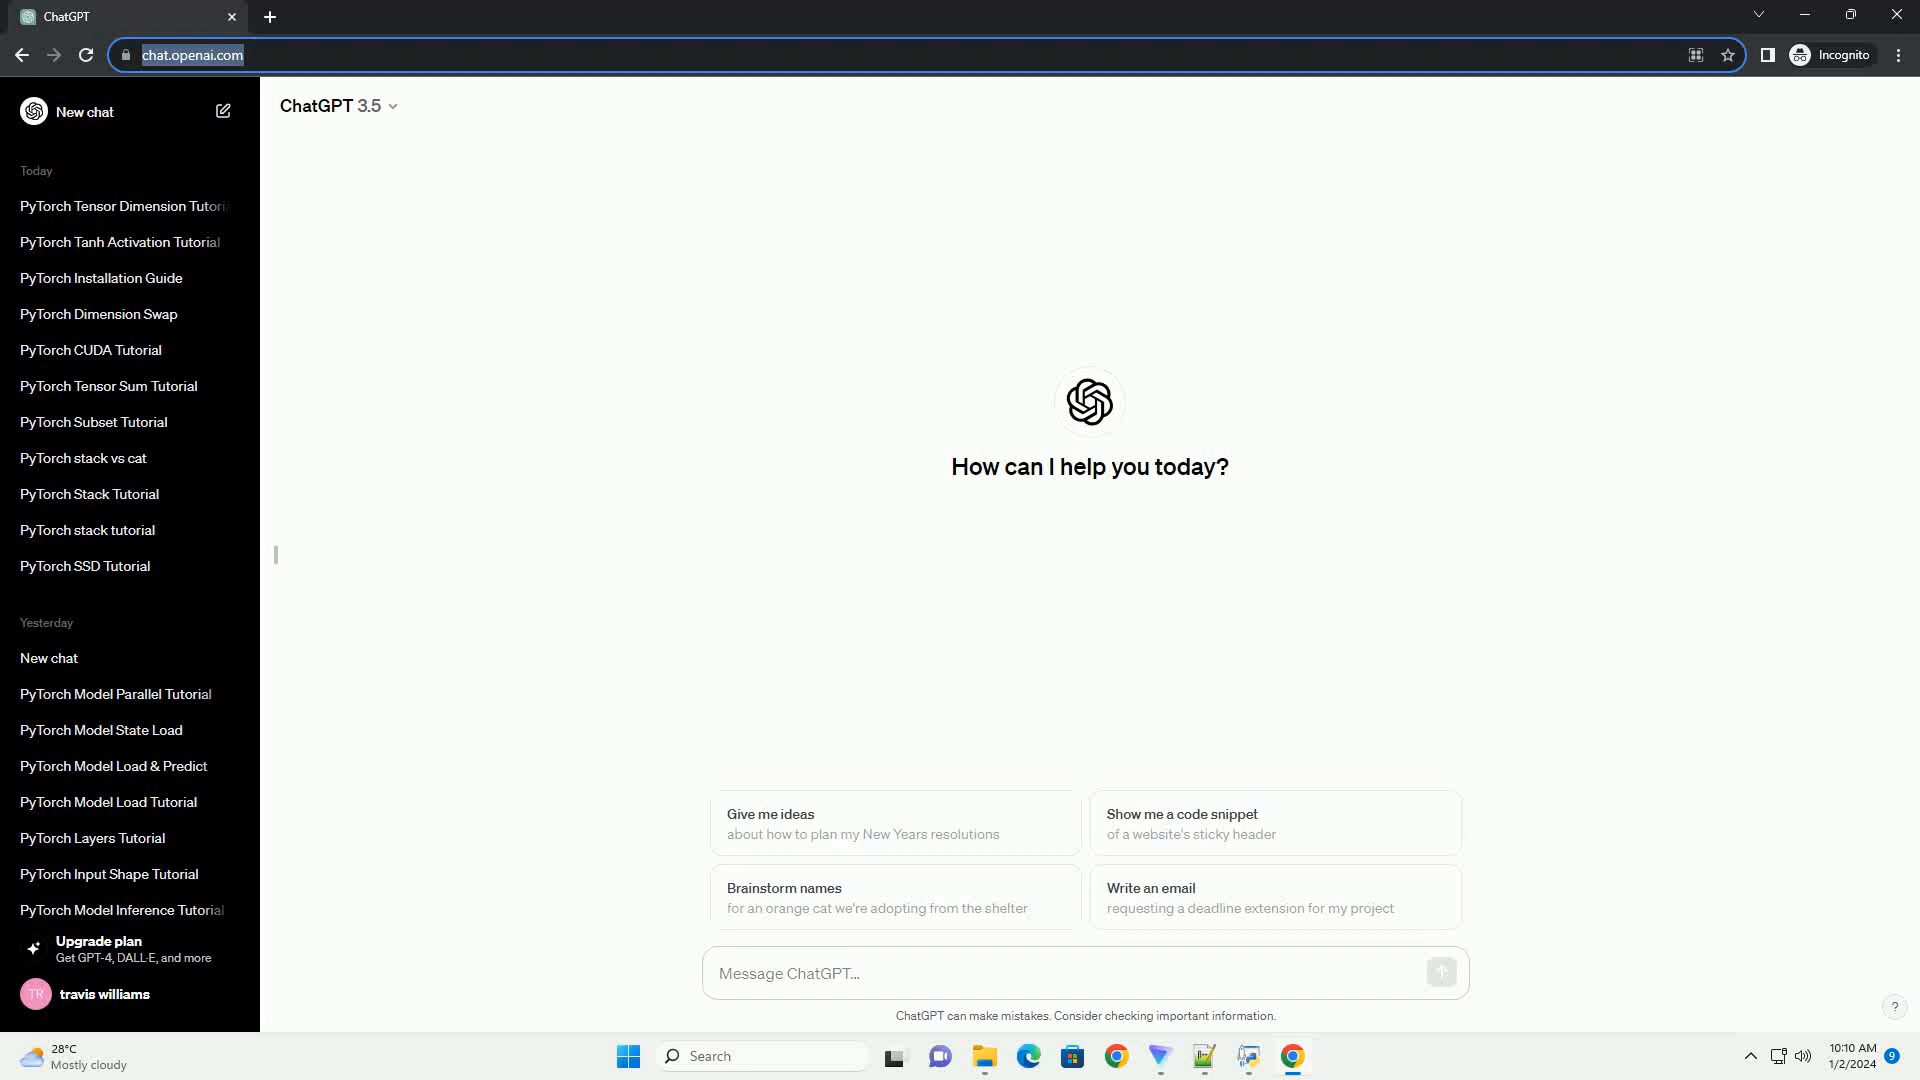 ChatGPT
chat.openai.com
Incognito
New chat
ChatGPT 3.5
Today
PyTorch Tensor Dimension Tutoria
PyTorch Tanh Activation Tutorial
PyTorch Installation Guide
PyTorch Dimension Swap
PyTorch CUDA Tutorial
PyTorch Tensor Sum Tutorial
PyTorch Subset Tutorial
PyTorch stack vs cat
PyTorch Stack Tutorial
PyTorch stack tutorial
PyTorch SSD Tutorial
Yesterday
New chat
PyTorch Model Parallel Tutorial
PyTorch Model State Load
PyTorch Model Load & Predict
PyTorch Model Load Tutorial
PyTorch Layers Tutorial
PyTorch Input Shape Tutorial
PyTorch Model Inference Tutorial
Upgrade plan
Get GPT-4, DALL·E, and more
TR
travis williams
How can I help you today?
Give me ideas
about how to plan my New Years resolutions
Show me a code snippet
of a website's sticky header
Brainstorm names
for an orange cat we're adopting from the shelter
Write an email
requesting a deadline extension for my project
Message ChatGPT...
ChatGPT can make mistakes. Consider checking important information.
?
28°C
Mostly cloudy
Search
10:10 AM
1/2/2024
9